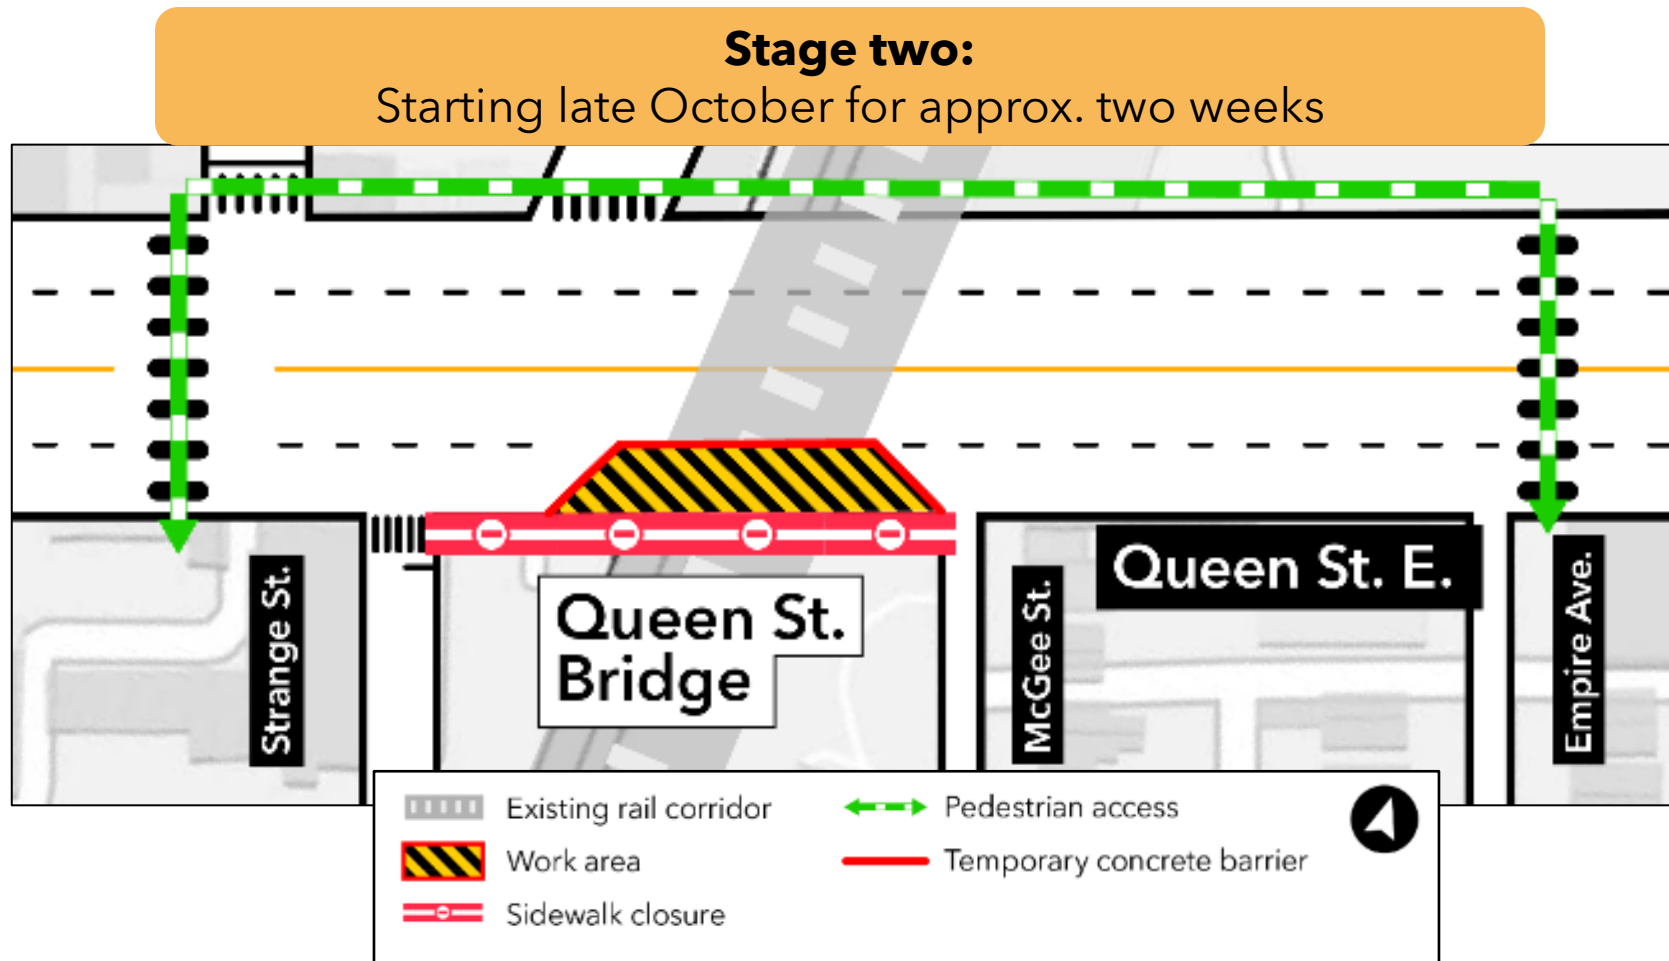 Stage two:
Starting late October for approx. two weeks
Queen St. E.
Queen St.
Bridge
Strange St.
McGee St.
Empire Ave.
Existing rail corridor
Pedestrian access
Work area
Temporary concrete barrier
Sidewalk closure